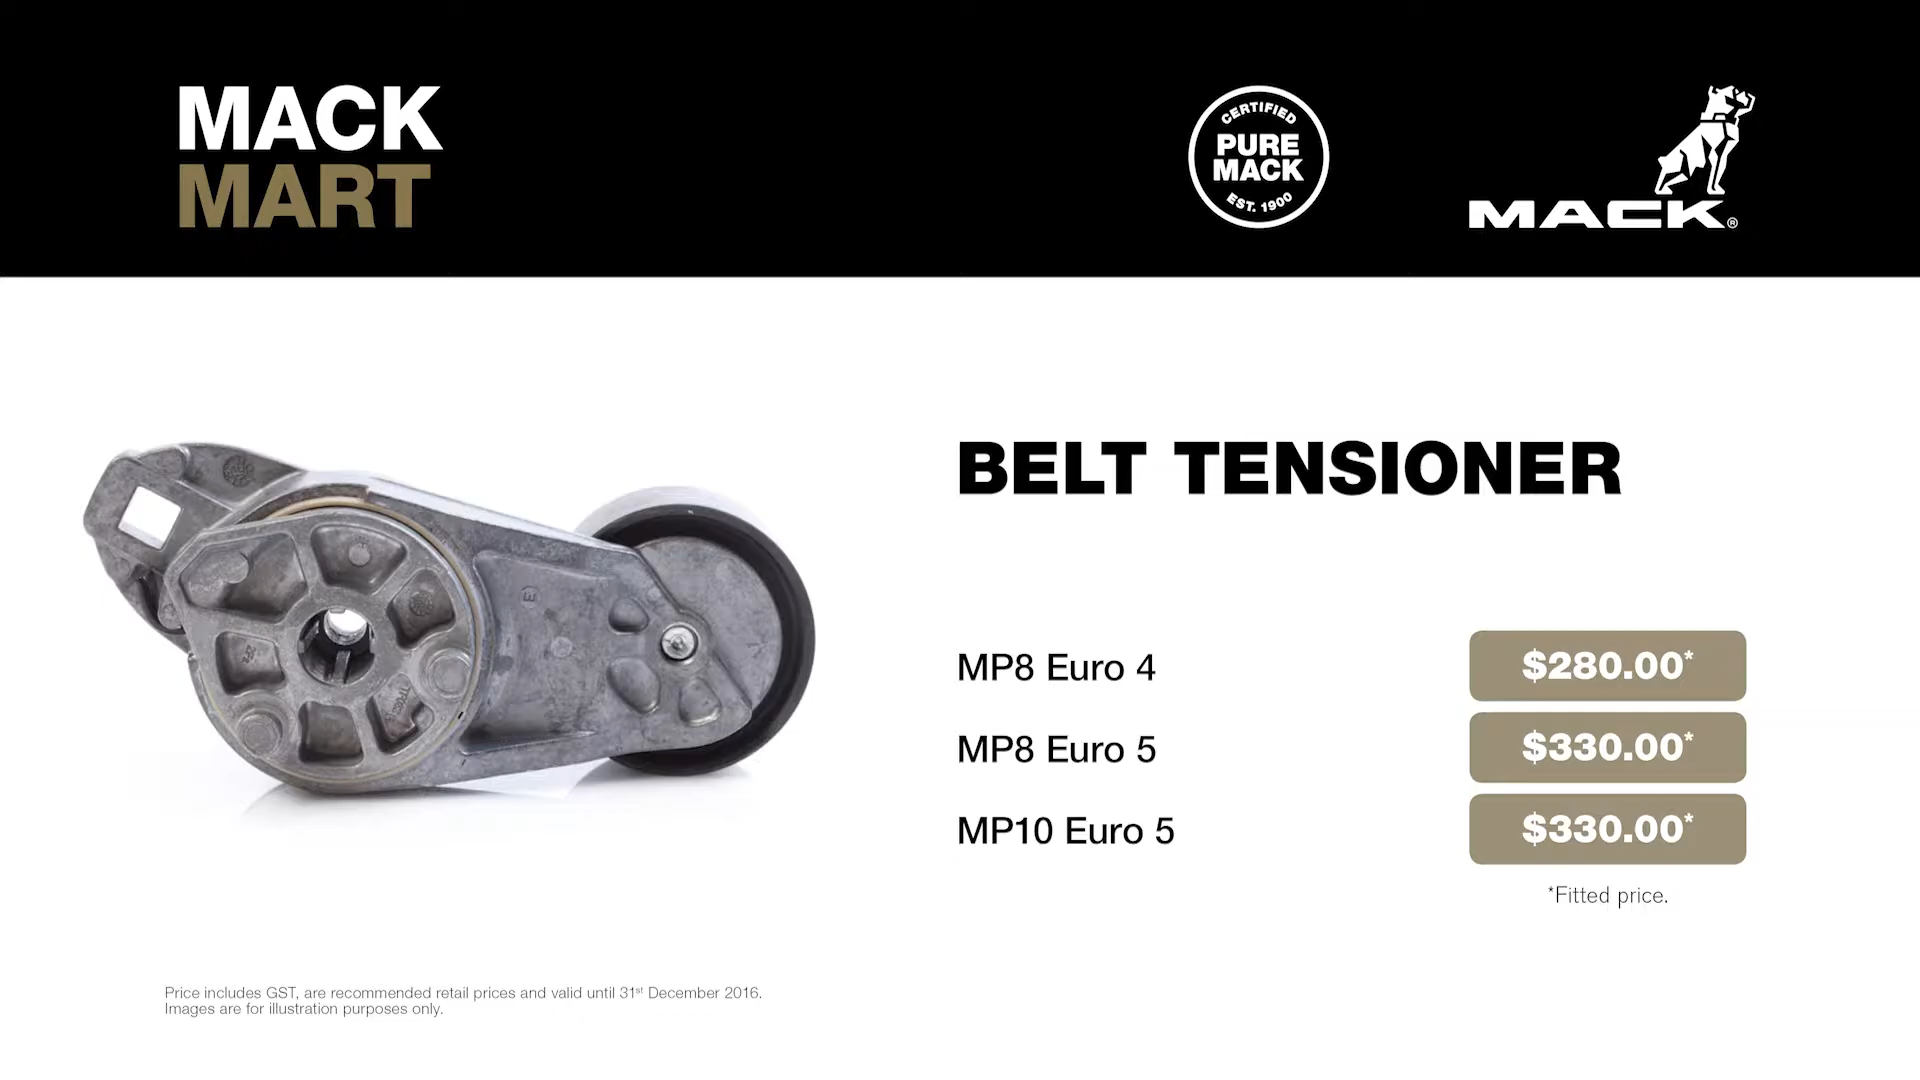 MACK
MART
CERTIFIED
PURE
MACK
EST. 1900
MACK®
BELT TENSIONER
MP8 Euro 4 $280.00*
MP8 Euro 5 $330.00*
MP10 Euro 5 $330.00*
*Fitted price.
Price includes GST, are recommended retail prices and valid until 31st December 2016.
Images are for illustration purposes only.